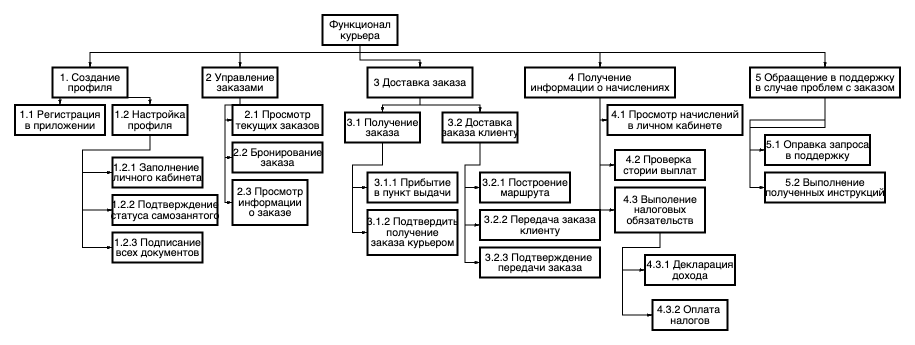 Функционал
курьера
1. Создание
профиля
2 Управление
заказами
3 Доставка заказа
4 Получение
информации о начислениях
5 Обраащение в поддержку
в случае проблем с заказом
1.1 Регистрация
в приложении
1.2 Настройка
профиля
2.1 Просмотр
текущих заказов
3.1 Получение
заказа
3.2 Доставка
заказа клиенту
4.1 Просмотр начислений
в личном кабинете
5.1 Оправка запроса
в поддержку
2.2 Бронирование
заказа
4.2 Проверка
стории выплат
1.2.1 Заполнение
личного кабинета
2.3 Просмотр
информации
о заказе
3.1.1 Прибытие
в пункт выдачи
3.2.1 Построение
маршрута
4.3 Выполение
налоговых
обязательств
5.2 Выполнение
полученных инструкций
1.2.2 Подтверждение
статуса самозанятого
3.1.2 Подтвердить
получение
заказа курьером
3.2.2 Передача заказа
клиенту
1.2.3 Подписание
всех документов
3.2.3 Подтверждение
передачи заказа
4.3.1 Декларация
дохода
4.3.2 Оплата
налогов